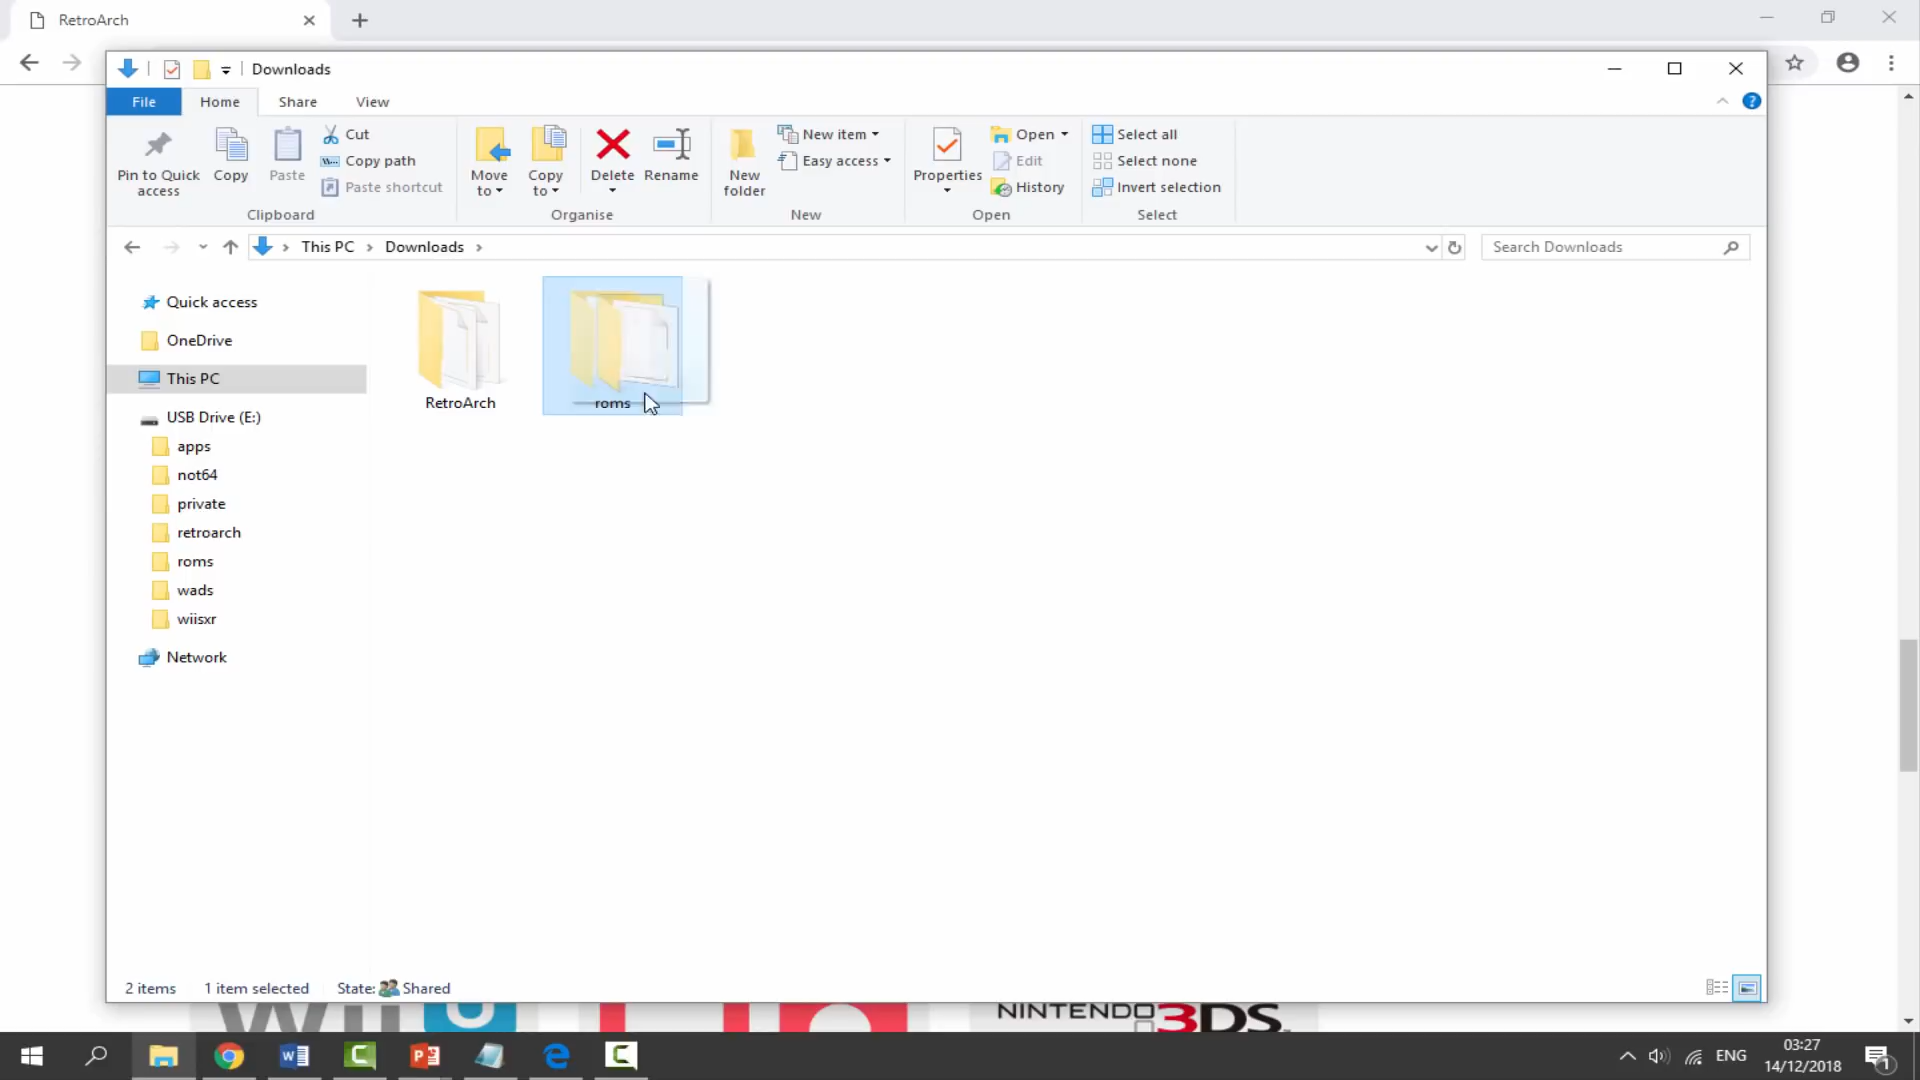 RetroArch
Downloads
File Home Share View
Pin to Quick access
Copy
Paste
Cut
Copy path
Paste shortcut
Clipboard
Move to
Copy to
Delete
Rename
Organise
New folder
New item
Easy access
New
Properties
Open
Edit
History
Open
Select all
Select none
Invert selection
Select
This PC Downloads
Search Downloads
Quick access
OneDrive
This PC
USB Drive (E:)
apps
not64
private
retroarch
roms
wads
wiisxr
Network
RetroArch
roms
2 items 1 item selected State: Shared
Wii U
NINTENDO 3DS
ENG
03:27
14/12/2018
1